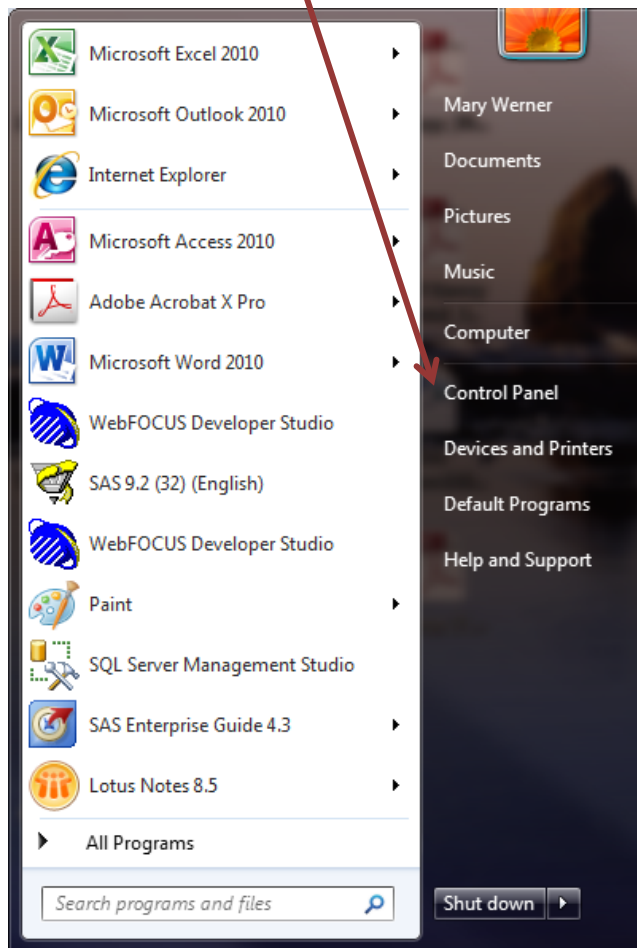 Microsoft Excel 2010
Microsoft Outlook 2010
Internet Explorer
Microsoft Access 2010
Adobe Acrobat X Pro
Microsoft Word 2010
WebFOCUS Developer Studio
SAS 9.2 (32) (English)
WebFOCUS Developer Studio
Paint
SQL Server Management Studio
SAS Enterprise Guide 4.3
Lotus Notes 8.5
All Programs
Search programs and files
Mary Werner
Documents
Pictures
Music
Computer
Control Panel
Devices and Printers
Default Programs
Help and Support
Shut down